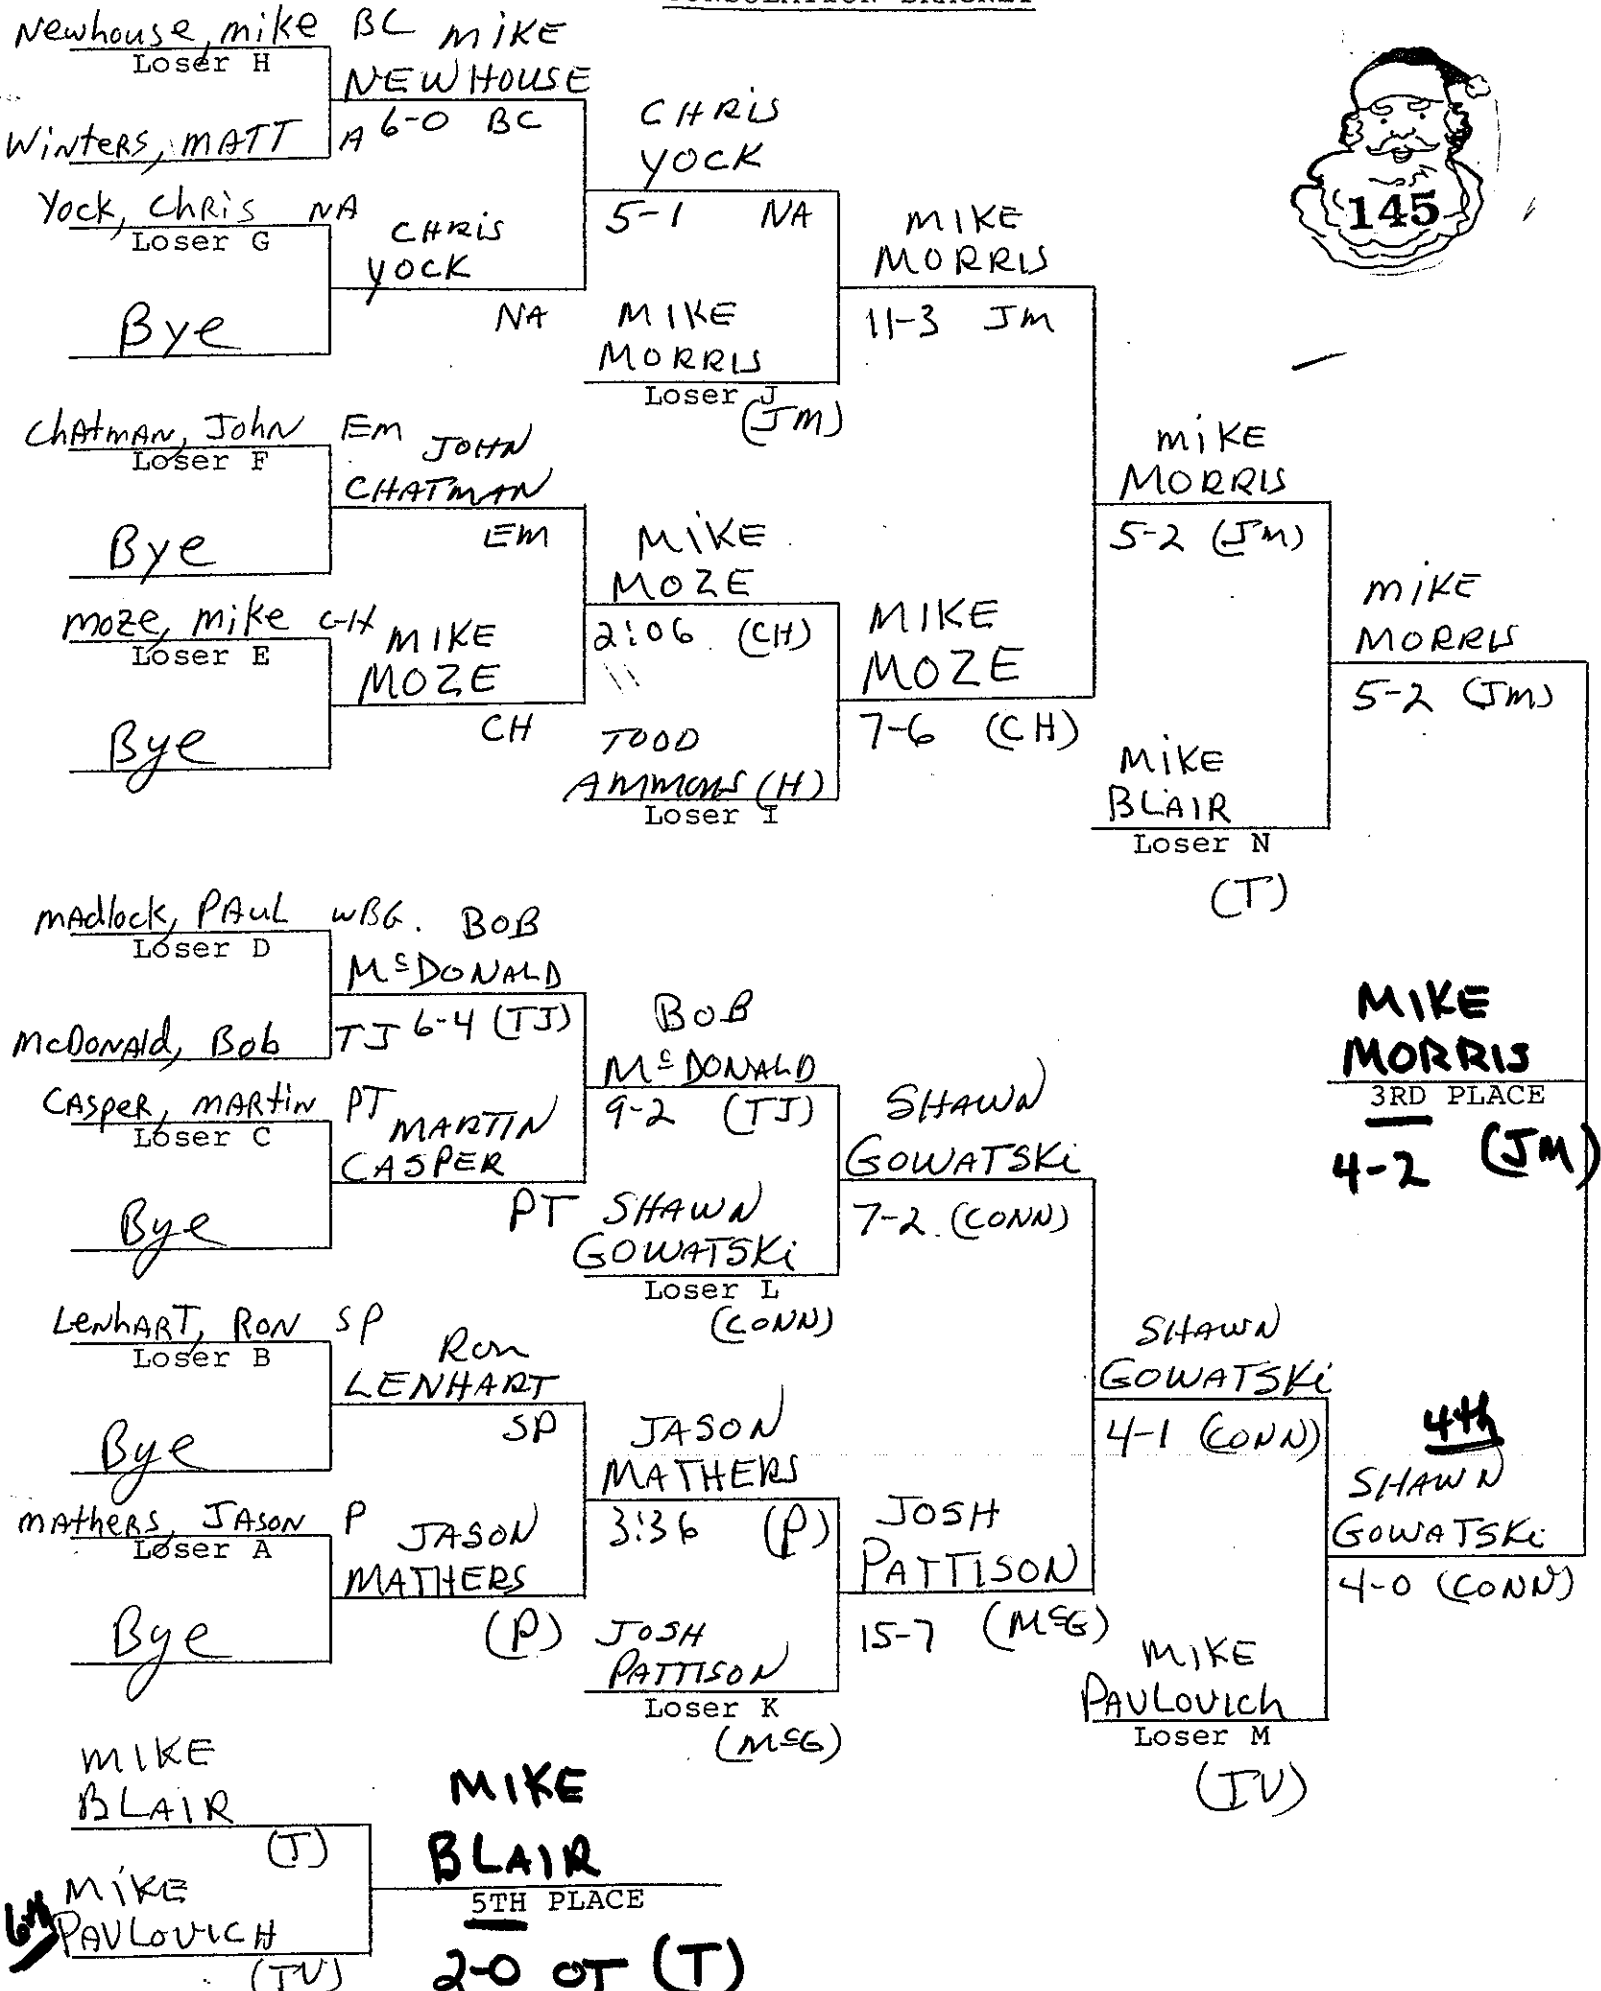 CONSOLATION BRACKET
145
Newhouse, mike BC
Loser H
Winters, MATT A
Yock, Chris NA
Loser G
Bye
Chatman, John Em
Loser F
Bye
moze, mike CH
Loser E
Bye
MIKE
NEWHOUSE
6-0 BC
CHRIS
YOCK
NA
JOHN
CHATMAN
EM
MIKE
MOZE
CH
CHRIS
YOCK
5-1 NA
MIKE
MORRIS
Loser J
(JM)
MIKE
MOZE
2:06 (CH)
TODD
AMMONS (H)
Loser I
MIKE
MORRIS
11-3 JM
MIKE
MOZE
7-6 (CH)
MIKE
MORRIS
5-2 (JM)
MIKE
BLAIR
Loser N
(T)
MIKE
MORRIS
5-2 (JM)
madlock, PAUL WBG.
Loser D
McDonald, Bob TJ
Casper, martin PT
Loser C
Bye
Lenhart, Ron SP
Loser B
Bye
mathers, Jason P
Loser A
Bye
BOB
McDONALD
6-4 (TJ)
MARTIN
CASPER
PT
Ron
LENHART
SP
JASON
MATHERS
(P)
BOB
McDONALD
9-2 (TJ)
SHAWN
GOWATSKi
Loser L
(CONN)
JASON
MATHERS
3:36 (P)
JOSH
PATTISON
Loser K
(McG)
SHAWN
GOWATSKi
7-2 (CONN)
JOSH
PATTISON
15-7 (McG)
SHAWN
GOWATSKi
4-1 (CONN)
MIKE
PAVLOVICh
Loser M
(IV)
4th
SHAWN
GOWATSKi
4-0 (CONN)
MIKE
MORRIS
3RD PLACE
4-2 (JM)
MIKE
BLAIR
(T)
6th
MIKE
PAVLOVICH
(IV)
MIKE
BLAIR
5TH PLACE
2-0 OT (T)